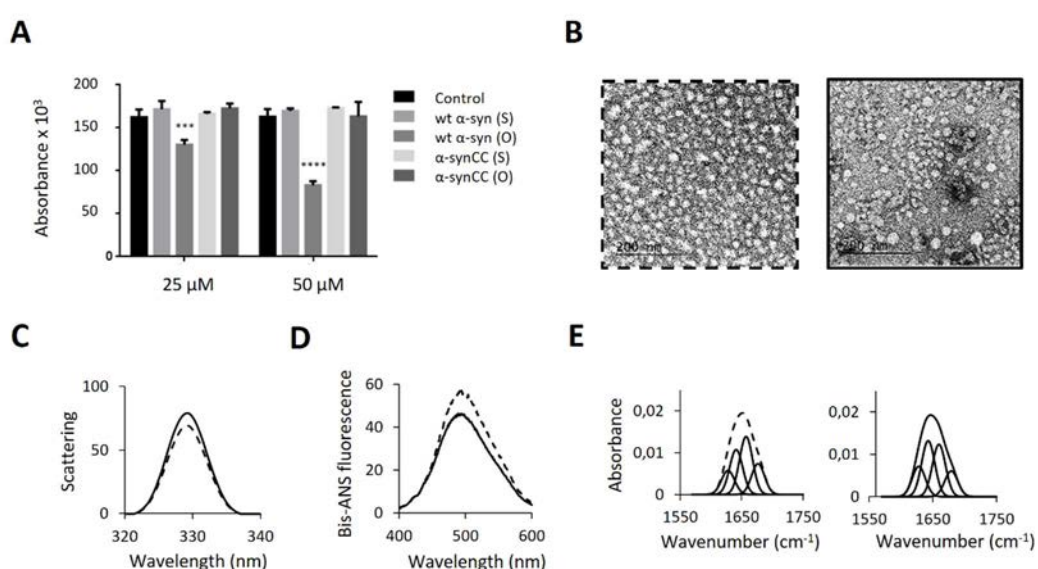 A
Absorbance x 10³
200
150
100
50
0
***
****
25 µM
50 µM
Control
wt α-syn (S)
wt α-syn (O)
α-synCC (S)
α-synCC (O)
B
200 nm
C
Scattering
100
50
0
320
330
340
Wavelength (nm)
D
Bis-ANS fluorescence
60
40
20
0
400
500
600
Wavelength (nm)
E
Absorbance
0,02
0,01
0
1550
1650
1750
Wavenumber (cm⁻¹)
0,02
0,01
0
1550
1650
1750
Wavenumber (cm⁻¹)